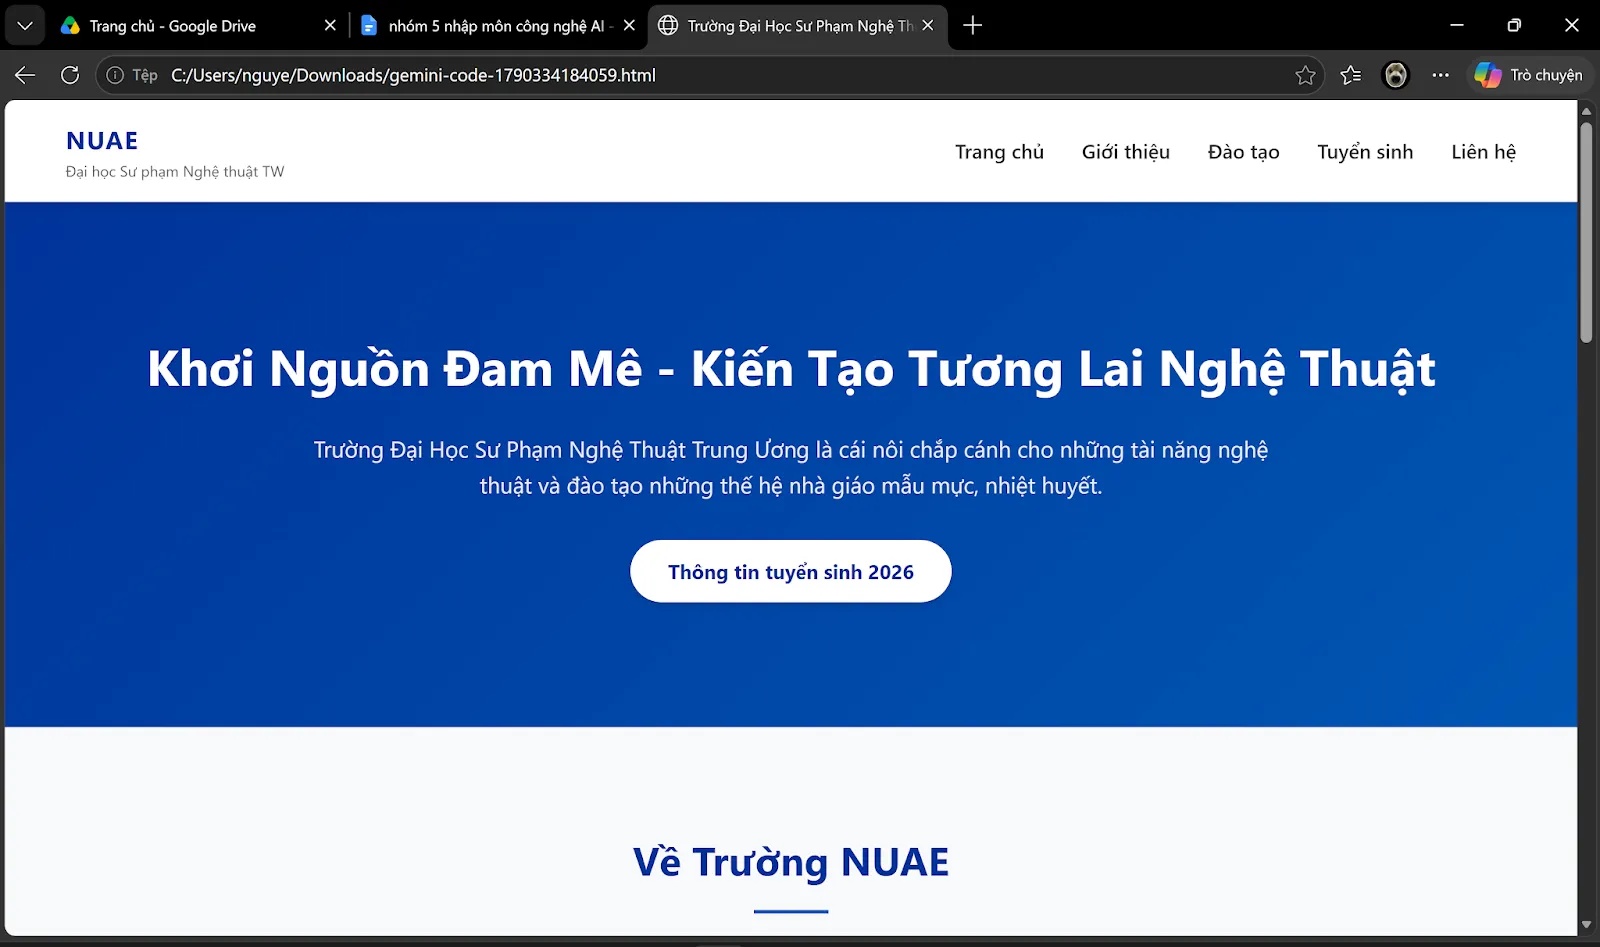 Trang chủ - Google Drive
nhóm 5 nhập môn công nghệ AI -
Trường Đại Học Sư Phạm Nghệ Th
Tệp C:/Users/nguye/Downloads/gemini-code-1790334184059.html
Trò chuyện
NUAE
Đại học Sư phạm Nghệ thuật TW
Trang chủ
Giới thiệu
Đào tạo
Tuyển sinh
Liên hệ
Khơi Nguồn Đam Mê - Kiến Tạo Tương Lai Nghệ Thuật
Trường Đại Học Sư Phạm Nghệ Thuật Trung Ương là cái nôi chắp cánh cho những tài năng nghệ
thuật và đào tạo những thế hệ nhà giáo mẫu mực, nhiệt huyết.
Thông tin tuyển sinh 2026
Về Trường NUAE